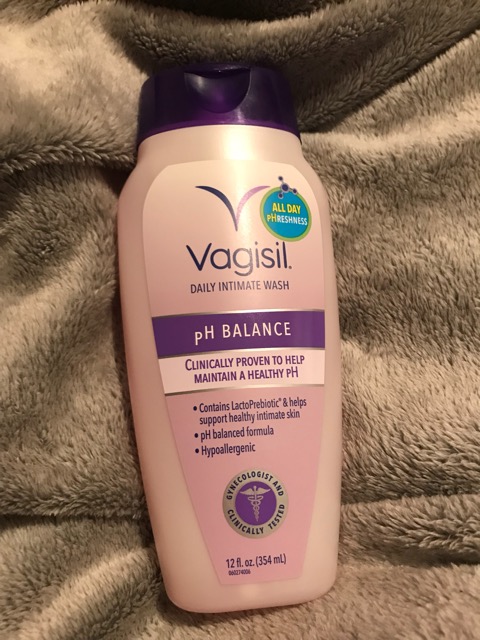 ALL DAY
pHRESHNESS
Vagisil.
DAILY INTIMATE WASH
pH BALANCE
CLINICALLY PROVEN TO HELP
MAINTAIN A HEALTHY pH
• Contains LactoPrebiotic* & helps
support healthy intimate skin
• pH balanced formula
• Hypoallergenic
GYNECOLOGIST AND
CLINICALLY TESTED
12 fl. oz. (354 mL)
060274006